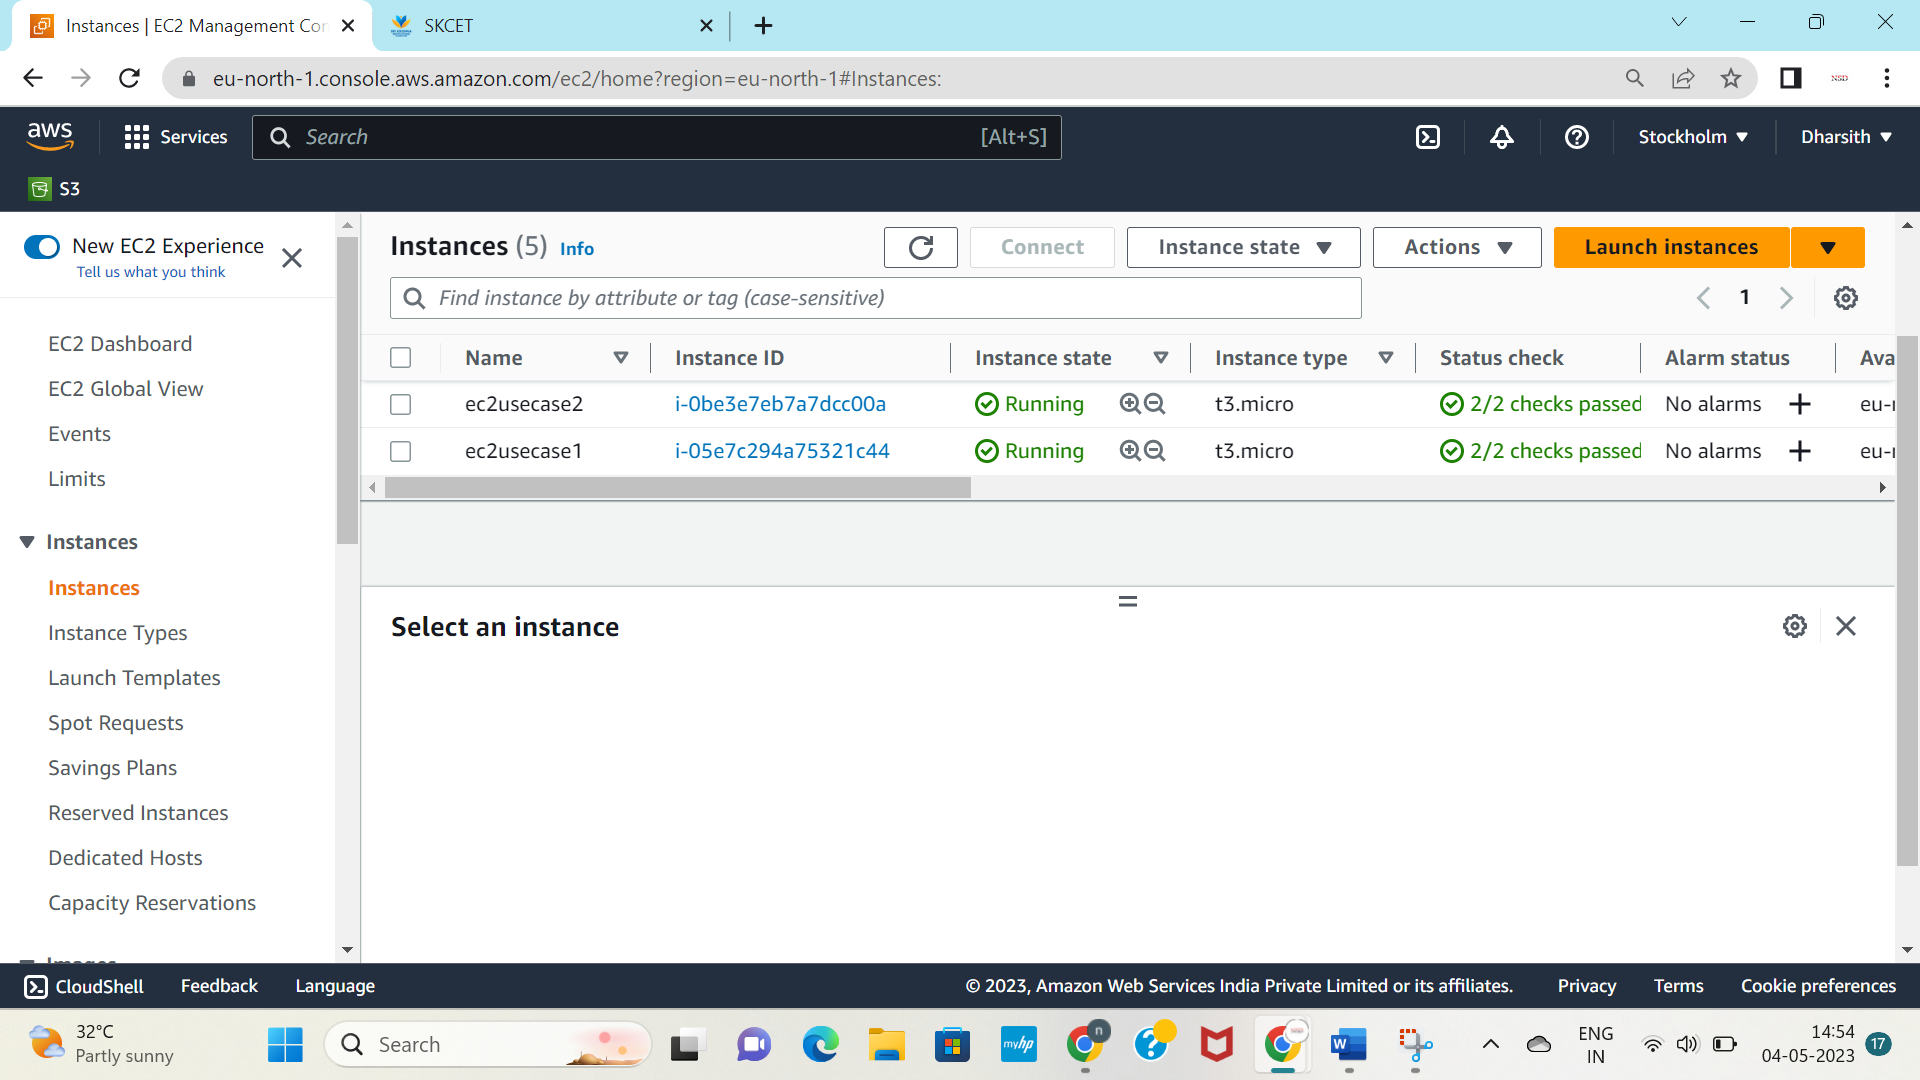 Instances | EC2 Management Con
SKCET
eu-north-1.console.aws.amazon.com/ec2/home?region=eu-north-1#Instances:
NSD
aws
Services
Search
[Alt+S]
Stockholm
Dharsith
S3
New EC2 Experience
Tell us what you think
EC2 Dashboard
EC2 Global View
Events
Limits
Instances
Instances
Instance Types
Launch Templates
Spot Requests
Savings Plans
Reserved Instances
Dedicated Hosts
Capacity Reservations
Images
Instances (5) Info
Connect
Instance state
Actions
Launch instances
Find instance by attribute or tag (case-sensitive)
1
Name Instance ID Instance state Instance type Status check Alarm status Ava
ec2usecase2 i-0be3e7eb7a7dcc00a Running t3.micro 2/2 checks passed No alarms eu-n
ec2usecase1 i-05e7c294a75321c44 Running t3.micro 2/2 checks passed No alarms eu-n
Select an instance
CloudShell Feedback Language © 2023, Amazon Web Services India Private Limited or its affiliates. Privacy Terms Cookie preferences
32°C
Partly sunny
Search
myhp
n
W
ENG
IN
14:54
04-05-2023
17